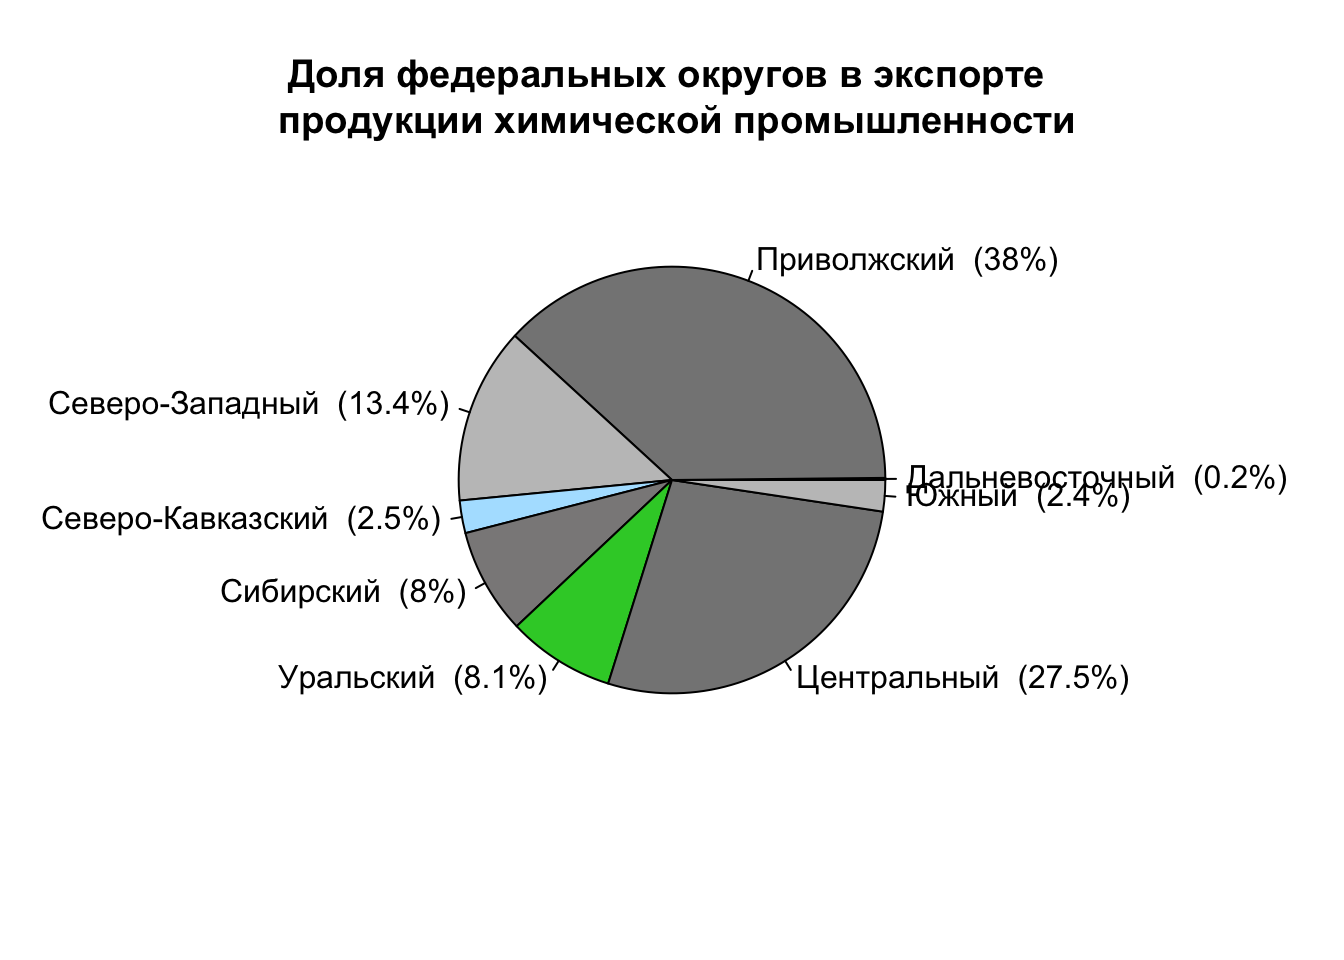 Доля федеральных округов в экспорте
продукции химической промышленности
Приволжский (38%)
Северо-Западный (13.4%)
Дальневосточный (0.2%)
Южный (2.4%)
Северо-Кавказский (2.5%)
Сибирский (8%)
Уральский (8.1%)
Центральный (27.5%)